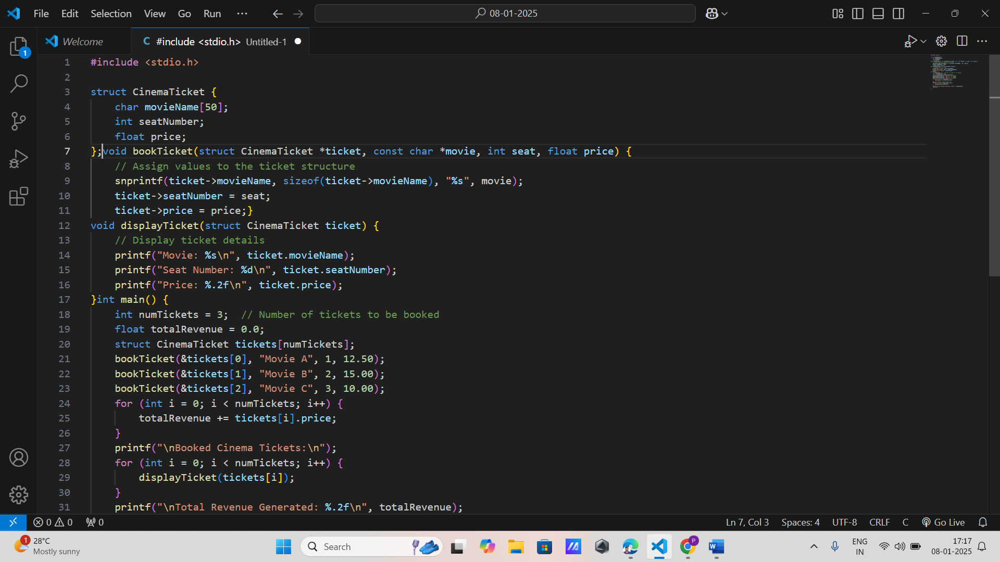 File Edit Selection View Go Run ··· 08-01-2025
Welcome C #include <stdio.h> Untitled-1
1 #include <stdio.h>
2
3 struct CinemaTicket {
4 char movieName[50];
5 int seatNumber;
6 float price;
7 };void bookTicket(struct CinemaTicket *ticket, const char *movie, int seat, float price) {
8 // Assign values to the ticket structure
9 snprintf(ticket->movieName, sizeof(ticket->movieName), "%s", movie);
10 ticket->seatNumber = seat;
11 ticket->price = price;}
12 void displayTicket(struct CinemaTicket ticket) {
13 // Display ticket details
14 printf("Movie: %s\n", ticket.movieName);
15 printf("Seat Number: %d\n", ticket.seatNumber);
16 printf("Price: %.2f\n", ticket.price);
17 }int main() {
18 int numTickets = 3;  // Number of tickets to be booked
19 float totalRevenue = 0.0;
20 struct CinemaTicket tickets[numTickets];
21 bookTicket(&tickets[0], "Movie A", 1, 12.50);
22 bookTicket(&tickets[1], "Movie B", 2, 15.00);
23 bookTicket(&tickets[2], "Movie C", 3, 10.00);
24 for (int i = 0; i < numTickets; i++) {
25 totalRevenue += tickets[i].price;
26 }
27 printf("\nBooked Cinema Tickets:\n");
28 for (int i = 0; i < numTickets; i++) {
29 displayTicket(tickets[i]);
30 }
31 printf("\nTotal Revenue Generated: %.2f\n", totalRevenue);
1
0 0 0 Ln 7, Col 3 Spaces: 4 UTF-8 CRLF C Go Live
1 28°C
Mostly sunny
Search
P
W
ENG
IN
17:17
08-01-2025